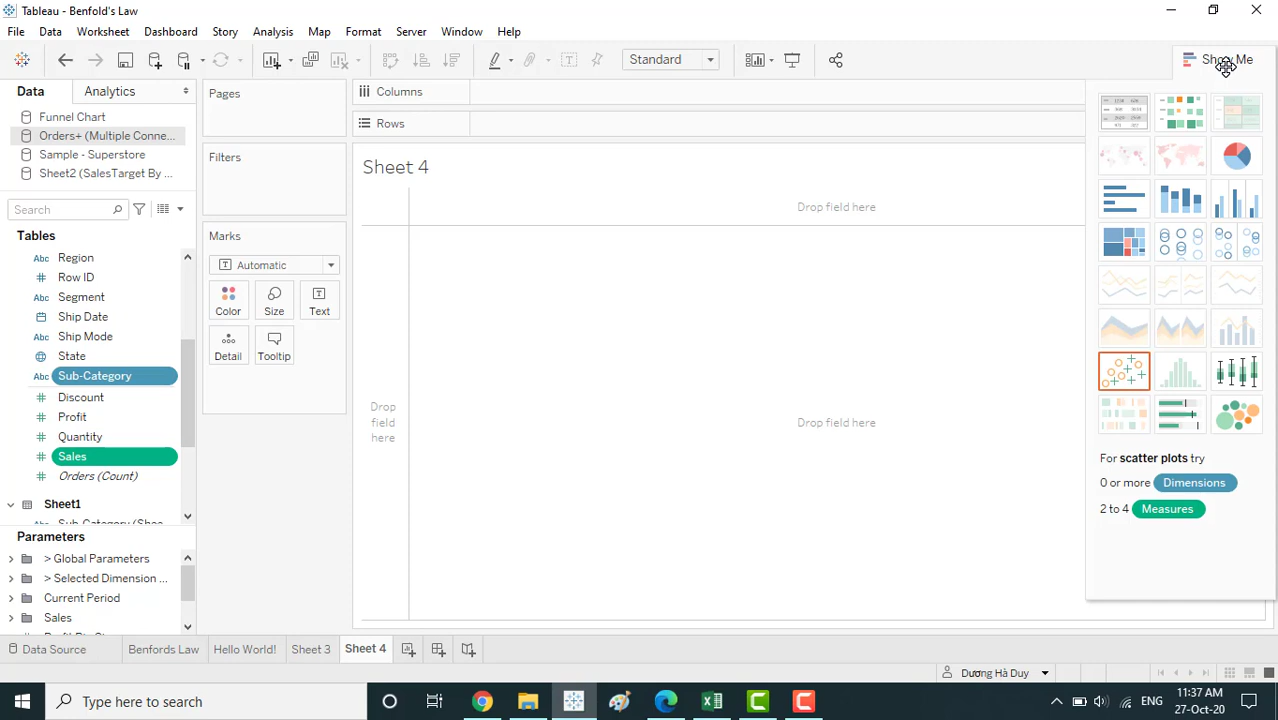 Tableau - Benfold's Law
File Data Worksheet Dashboard Story Analysis Map Format Server Window Help
Standard
Show Me
Data Analytics
Funnel Chart
Orders+ (Multiple Conne...
Sample - Superstore
Sheet2 (SalesTarget By ...
Search
Tables
Abc Region
Row ID
Abc Segment
Ship Date
Abc Ship Mode
State
Abc Sub-Category
Discount
Profit
Quantity
Sales
Orders (Count)
Sheet1
Parameters
> Global Parameters
> Selected Dimension ...
Current Period
Sales
Pages
Filters
Marks
Automatic
Color Size Text
Detail Tooltip
Columns
Rows
Sheet 4
Drop field here
Drop
field
here
Drop field here
For scatter plots try
0 or more Dimensions
2 to 4 Measures
Data Source Benfords Law Hello World! Sheet 3 Sheet 4
Dương Hà Duy
Type here to search
ENG
11:37 AM
27-Oct-20